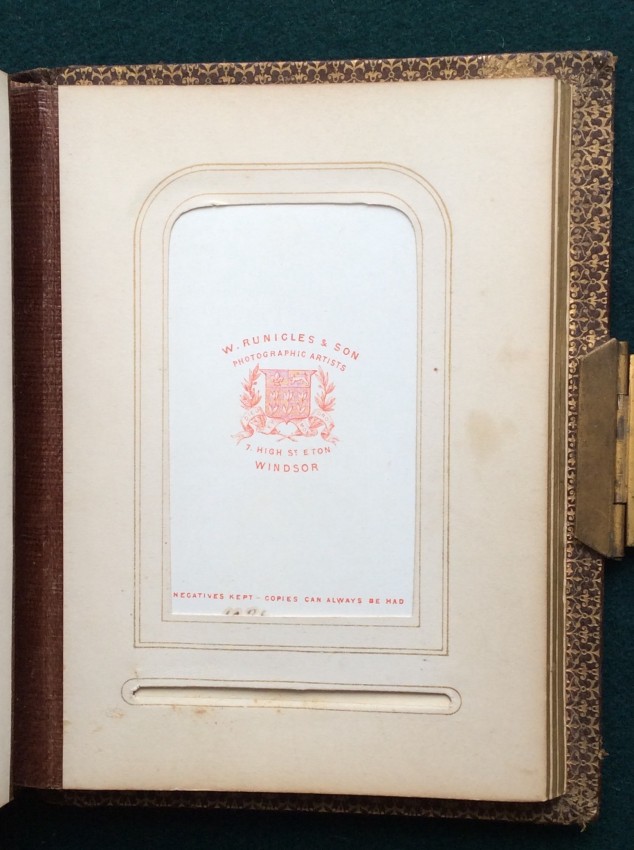 W. RUNICLES & SON
PHOTOGRAPHIC ARTISTS
7. HIGH ST ETON
WINDSOR
NEGATIVES KEPT – COPIES CAN ALWAYS BE HAD